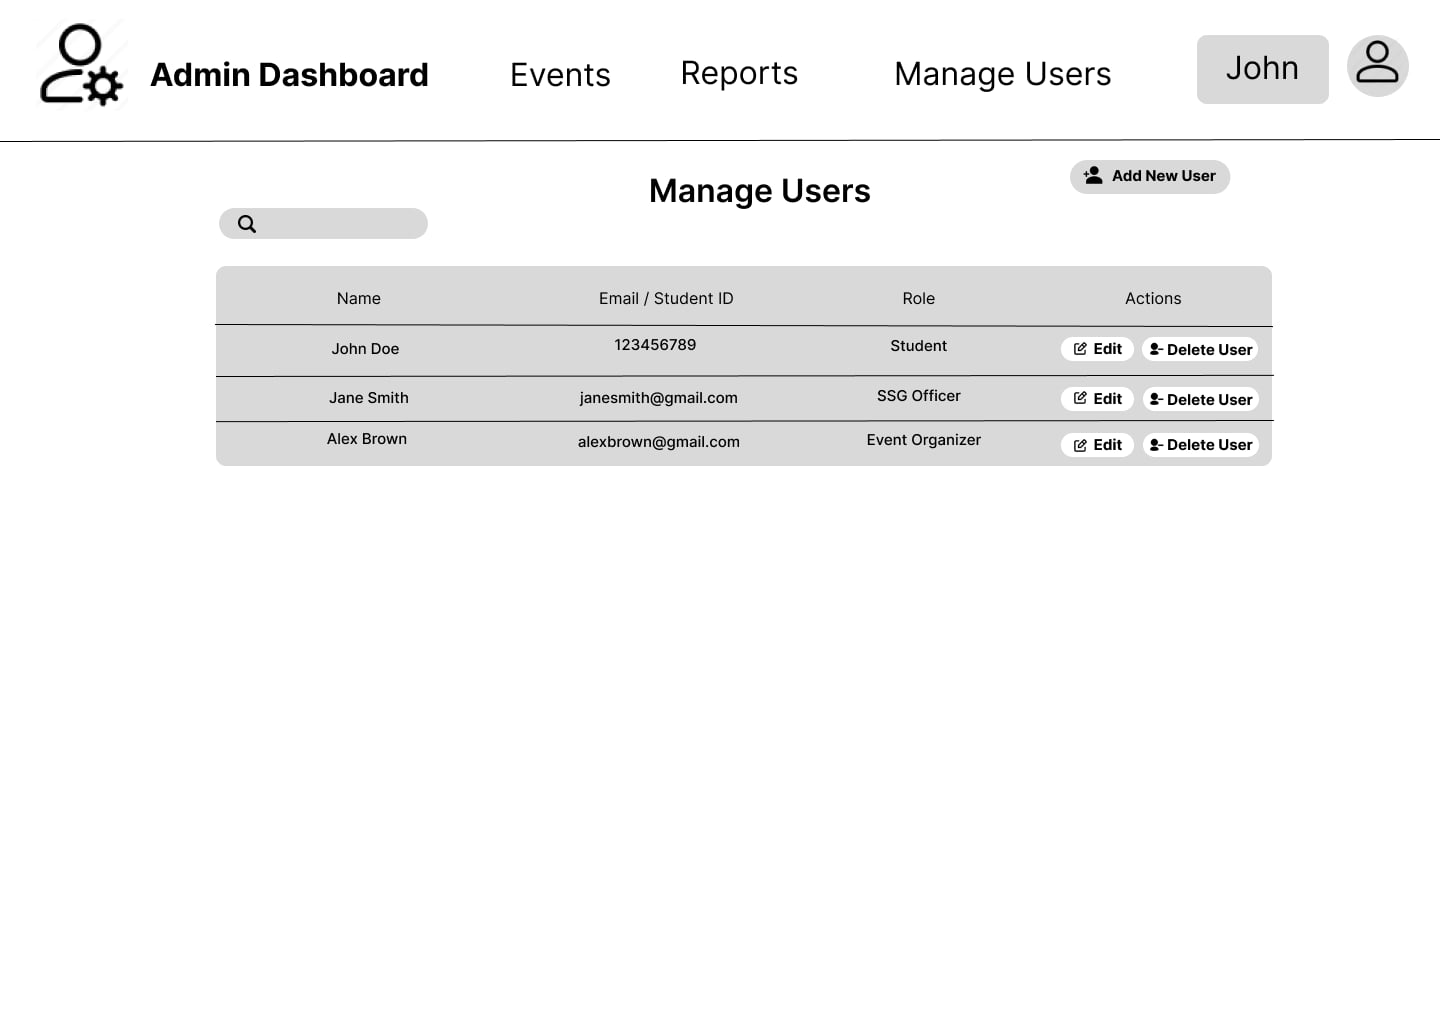 Admin Dashboard Events Reports Manage Users John
Manage Users
Add New User
Name Email / Student ID Role Actions
John Doe 123456789 Student Edit Delete User
Jane Smith janesmith@gmail.com SSG Officer Edit Delete User
Alex Brown alexbrown@gmail.com Event Organizer Edit Delete User